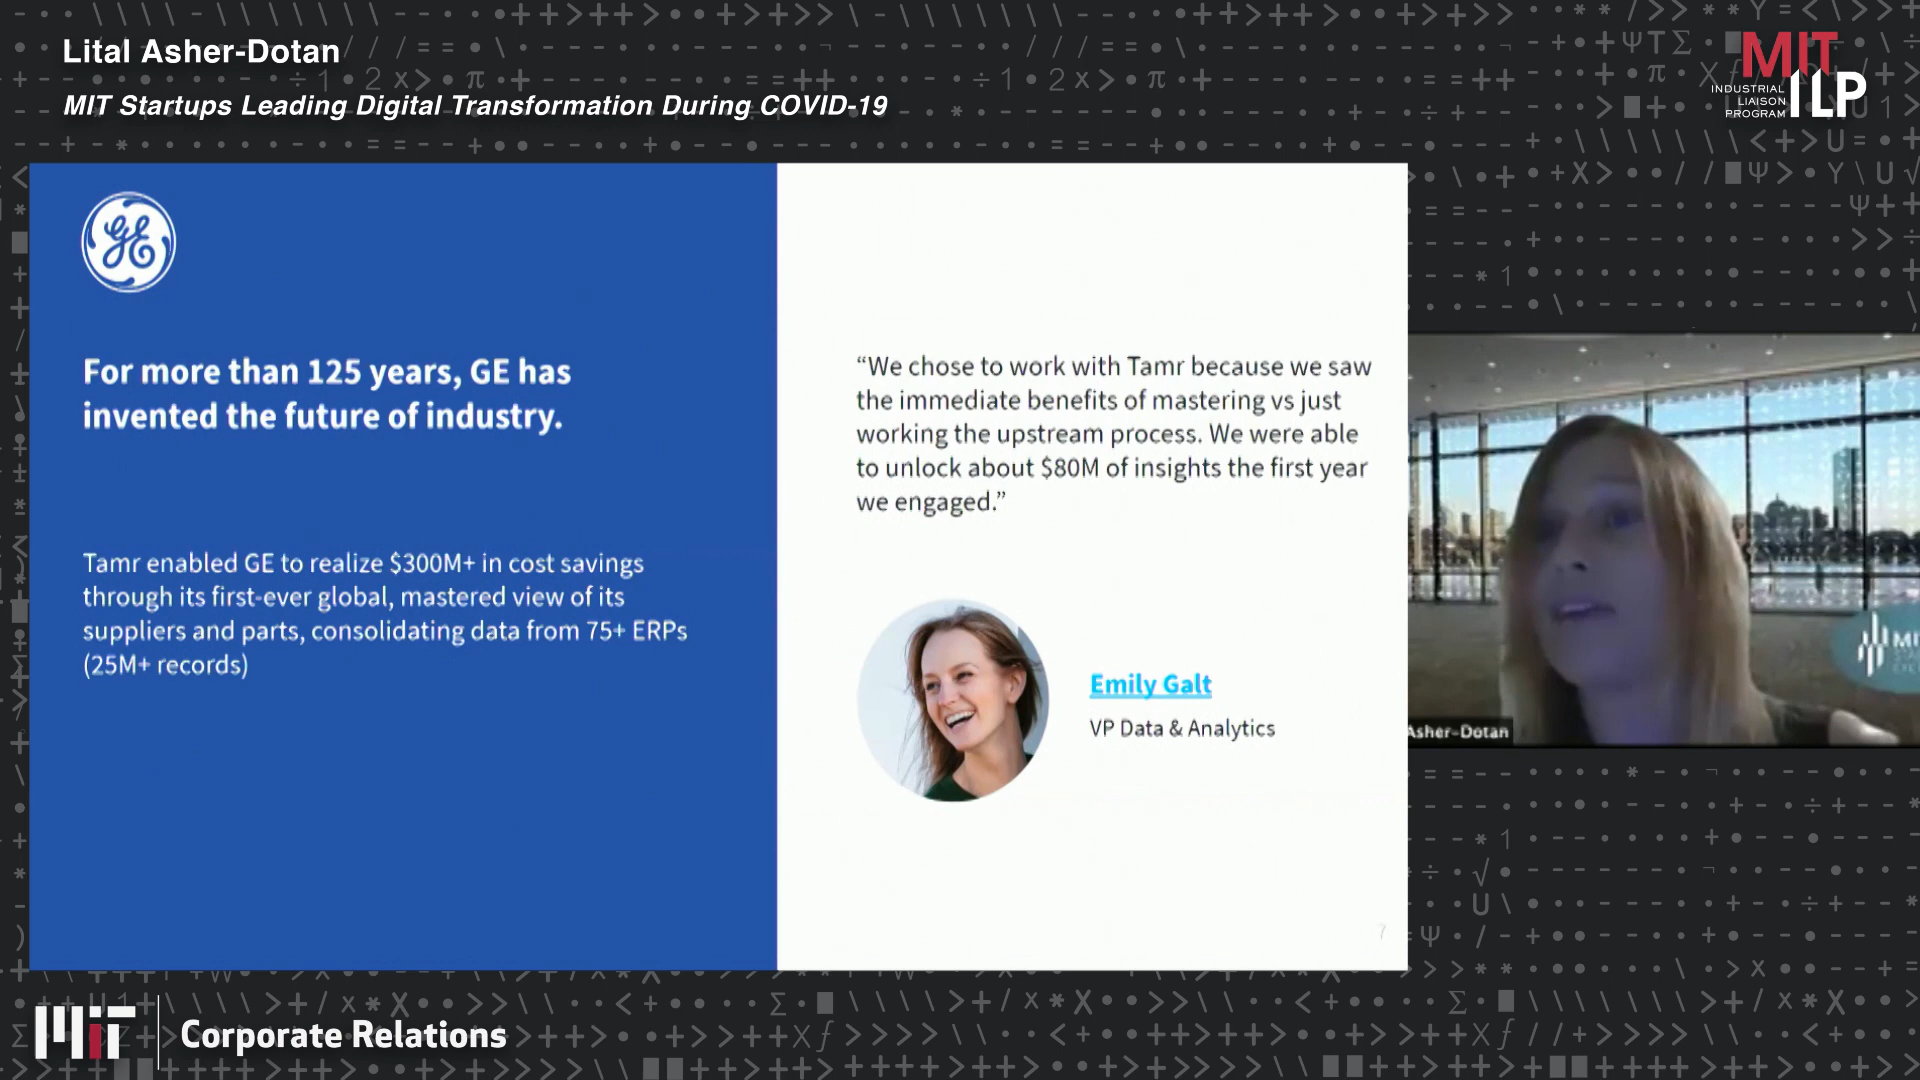 Lital Asher-Dotan
MIT Startups Leading Digital Transformation During COVID-19
MIT
ILP
INDUSTRIAL
LIAISON
PROGRAM
GE
For more than 125 years, GE has
invented the future of industry.
Tamr enabled GE to realize $300M+ in cost savings
through its first-ever global, mastered view of its
suppliers and parts, consolidating data from 75+ ERPs
(25M+ records)
“We chose to work with Tamr because we saw
the immediate benefits of mastering vs just
working the upstream process. We were able
to unlock about $80M of insights the first year
we engaged.”
Emily Galt
VP Data & Analytics
7
Asher-Dotan
MIT
Corporate Relations